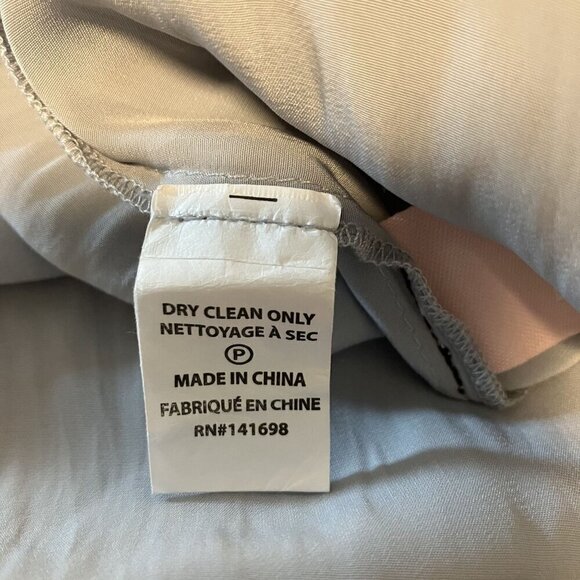 DRY CLEAN ONLY
NETTOYAGE À SEC
P
MADE IN CHINA
FABRIQUÉ EN CHINE
RN#141698